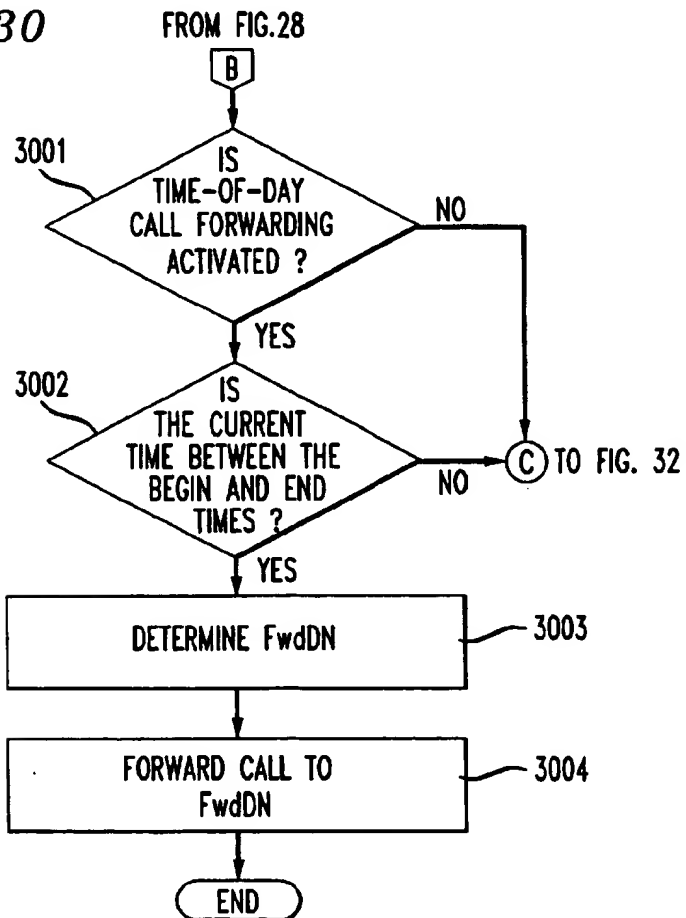 30
FROM FIG.28
B
3001
IS
TIME-OF-DAY
CALL FORWARDING
ACTIVATED ?
NO
YES
3002
IS
THE CURRENT
TIME BETWEEN THE
BEGIN AND END
TIMES ?
C TO FIG. 32
NO
YES
DETERMINE FwdDN
3003
FORWARD CALL TO
FwdDN
3004
END